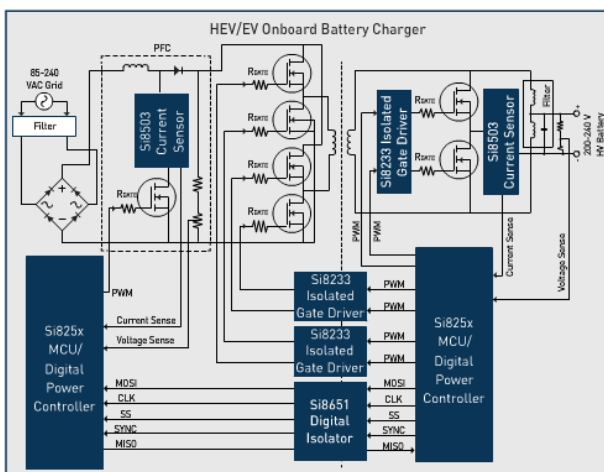 HEV/EV Onboard Battery Charger
PFC
85-240
VAC Grid
Filter
Si8503
Current
Sensor
RGATE
RGATE
RGATE
RGATE
RGATE
RGATE
RGATE
Si8233 Isolated
Gate Driver
Si8503
Current Sensor
Filter
+
-
200-240 V
HV Battery
+
~
~
−
PWM
PWM
PWM
Current Sense
Voltage Sense
Current Sense
Voltage Sense
Si825x
MCU/
Digital
Power
Controller
Si8233
Isolated
Gate Driver
PWM
PWM
Si8233
Isolated
Gate Driver
PWM
PWM
Si825x
MCU/
Digital
Power
Controller
MOSI
CLK
SS
SYNC
MISO
Si8651
Digital
Isolator
MOSI
CLK
SS
SYNC
MISO